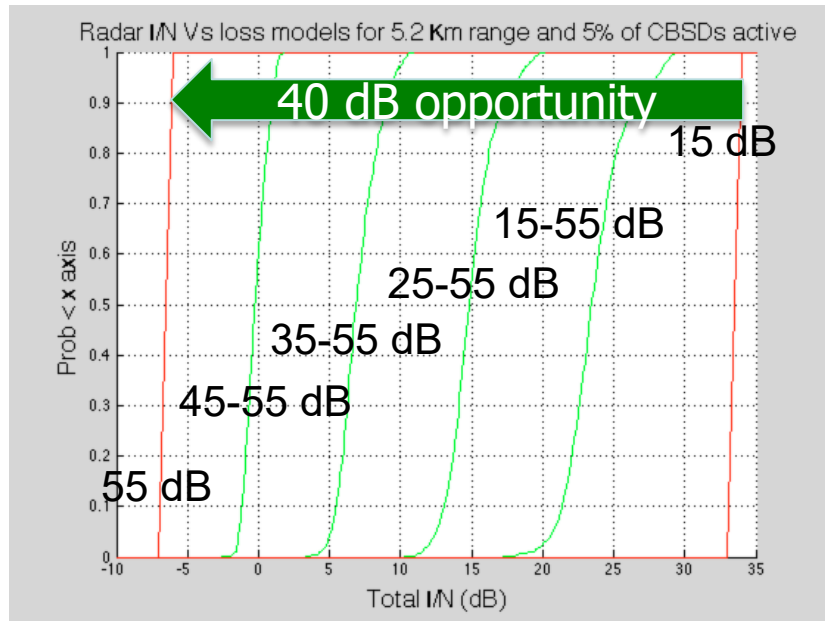 Radar I/N Vs loss models for 5.2 Km range and 5% of CBSDs active
1
0.9
0.8
0.7
0.6
0.5
0.4
0.3
0.2
0.1
0
Prob < x axis
40 dB opportunity
15 dB
15-55 dB
25-55 dB
35-55 dB
45-55 dB
55 dB
-10 -5 0 5 10 15 20 25 30 35
Total I/N (dB)